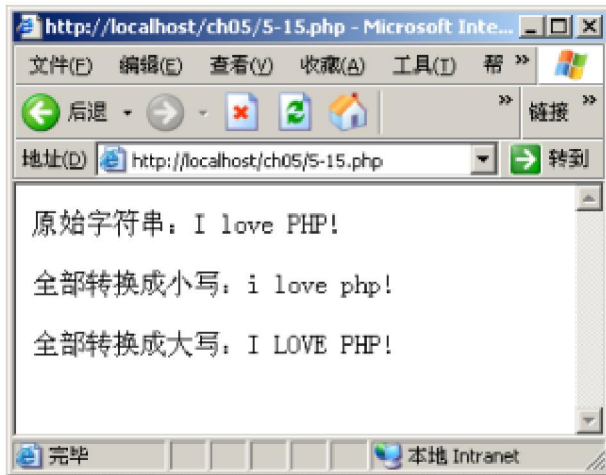 http://localhost/ch05/5-15.php - Microsoft Inte...
文件(F) 编辑(E) 查看(V) 收藏(A) 工具(T) 帮 »
后退 » 链接 »
地址(D) http://localhost/ch05/5-15.php 转到
原始字符串：I love PHP!
全部转换成小写：i love php!
全部转换成大写：I LOVE PHP!
完毕 本地 Intranet